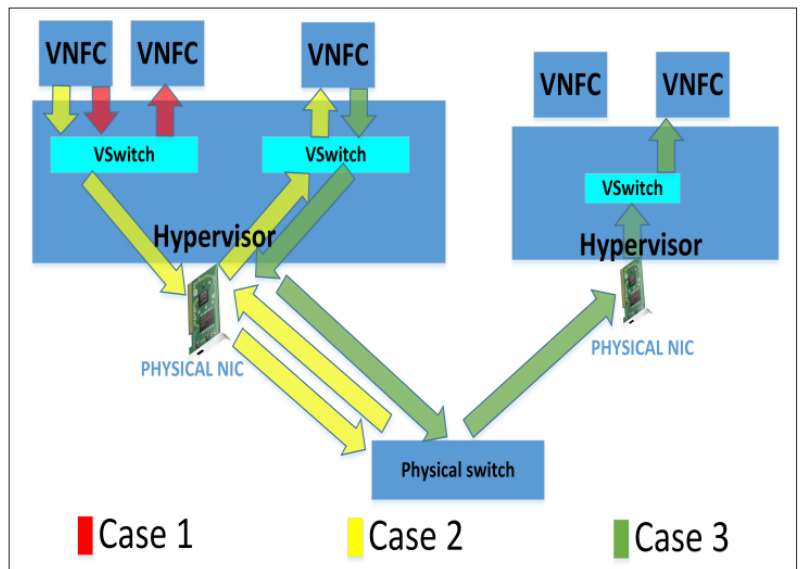 VNFC
VNFC
VNFC
VNFC
VNFC
VSwitch
VSwitch
VSwitch
Hypervisor
Hypervisor
PHYSICAL NIC
PHYSICAL NIC
Physical switch
Case 1
Case 2
Case 3